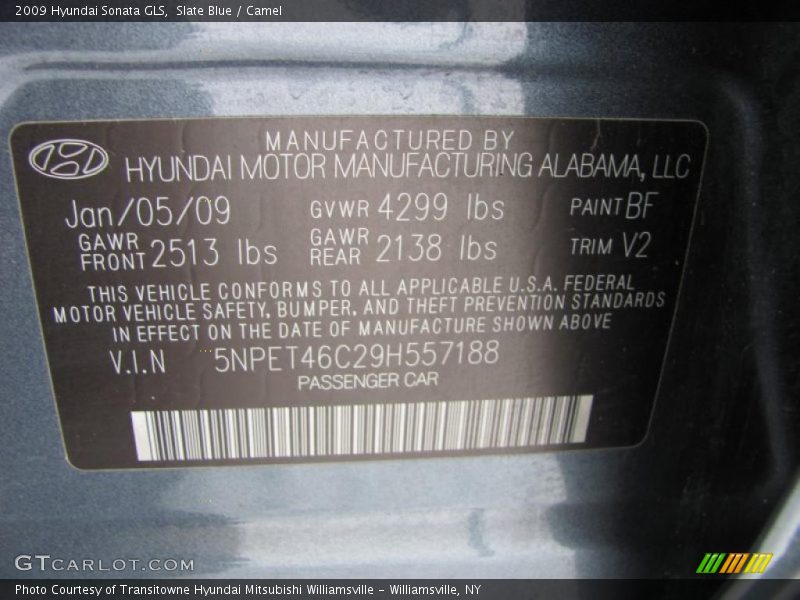 2009 Hyundai Sonata GLS, Slate Blue / Camel
MANUFACTURED BY
HYUNDAI MOTOR MANUFACTURING ALABAMA, LLC
Jan/05/09 GVWR 4299 lbs PAINT BF
GAWR FRONT 2513 lbs GAWR REAR 2138 lbs TRIM V2
THIS VEHICLE CONFORMS TO ALL APPLICABLE U.S.A. FEDERAL
MOTOR VEHICLE SAFETY, BUMPER, AND THEFT PREVENTION STANDARDS
IN EFFECT ON THE DATE OF MANUFACTURE SHOWN ABOVE
V.I.N 5NPET46C29H557188
PASSENGER CAR
GTCARLOT.COM
Photo Courtesy of Transitowne Hyundai Mitsubishi Williamsville – Williamsville, NY